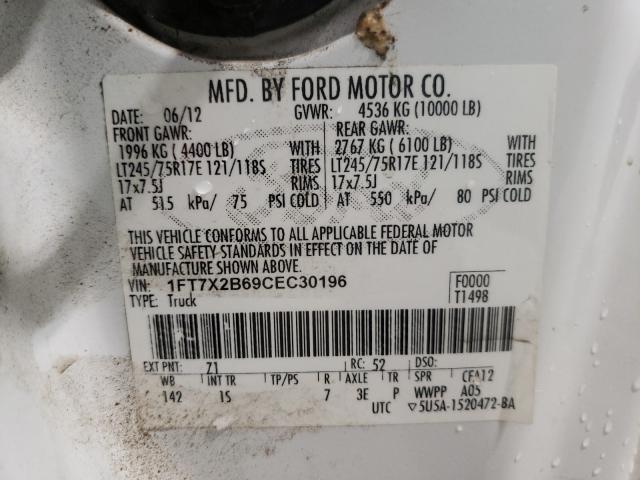 MFD. BY FORD MOTOR CO.
DATE: 06/12 GVWR: 4536 KG (10000 LB)
FRONT GAWR: REAR GAWR:
1996 KG ( 4400 LB) WITH 2767 KG ( 6100 LB) WITH
LT245/75R17E 121/118S TIRES LT245/75R17E 121/118S TIRES
17x7.5J RIMS 17x7.5J RIMS
AT 515 kPa/ 75 PSI COLD AT 550 kPa/ 80 PSI COLD
THIS VEHICLE CONFORMS TO ALL APPLICABLE FEDERAL MOTOR
VEHICLE SAFETY STANDARDS IN EFFECT ON THE DATE OF
MANUFACTURE SHOWN ABOVE.
VIN: 1FT7X2B69CEC30196 F0000
TYPE: Truck T1498
EXT PNT: Z1 RC: 52 DSO:
WB INT TR TP/PS R AXLE TR SPR CFA12
142 1S 7 3E P WWPP A05
UTC ▽5U5A-1520472-BA